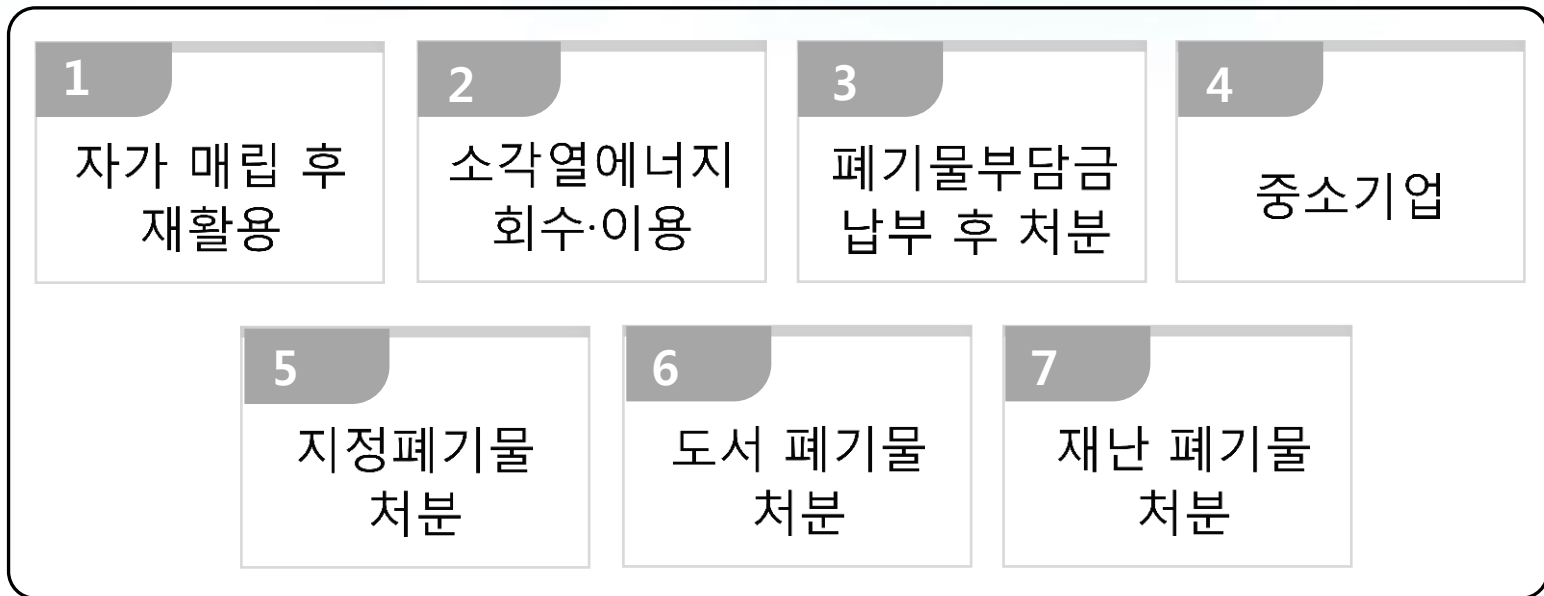 1
자가 매립 후
재활용
2
소각열에너지
회수·이용
3
폐기물부담금
납부 후 처분
4
중소기업
5
지정폐기물
처분
6
도서 폐기물
처분
7
재난 폐기물
처분